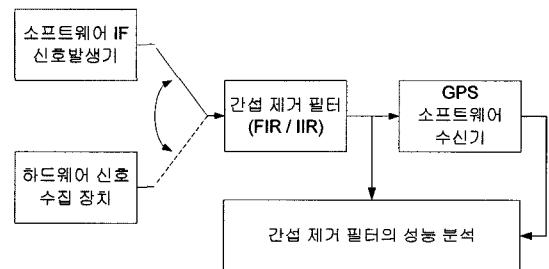 소프트웨어 IF
신호발생기
간섭 제거 필터
(FIR / IIR)
GPS
소프트웨어
수신기
하드웨어 신호
수집 장치
간섭 제거 필터의 성능 분석